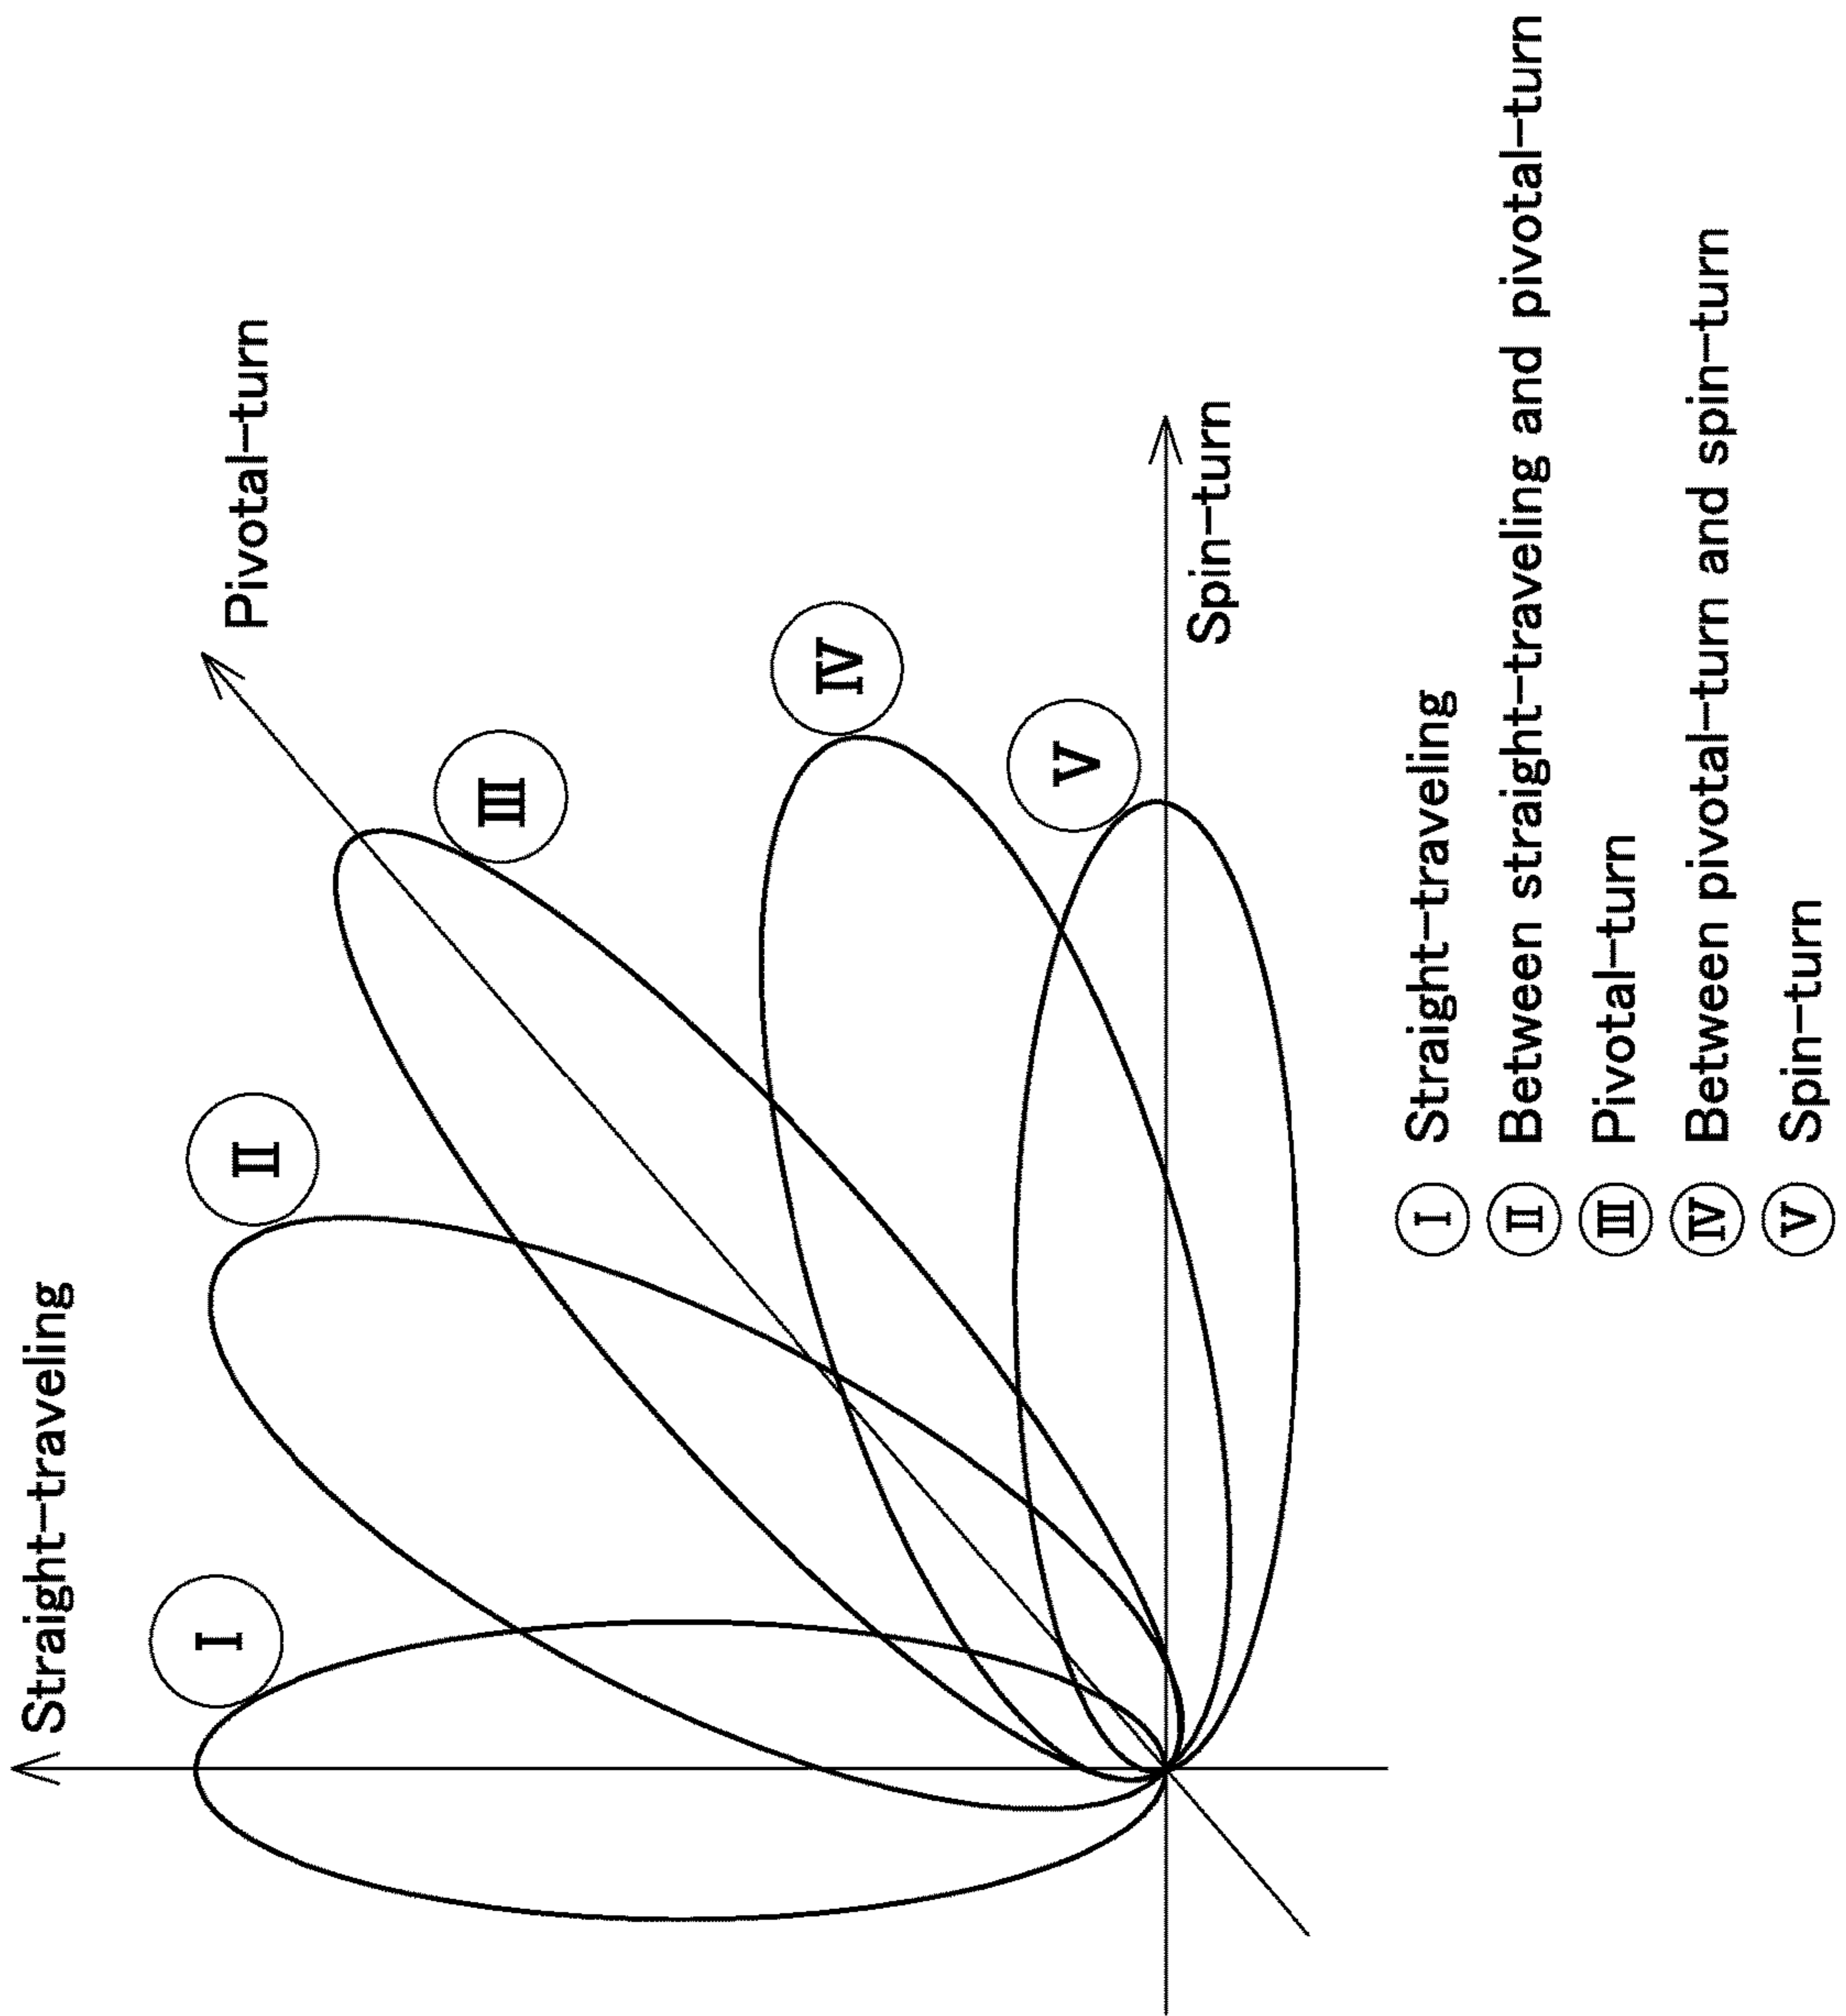 Straight-traveling
Pivotal-turn
Spin-turn
I
II
III
IV
V
I Straight-traveling
II Between straight-traveling and pivotal-turn
III Pivotal-turn
IV Between pivotal-turn and spin-turn
V Spin-turn